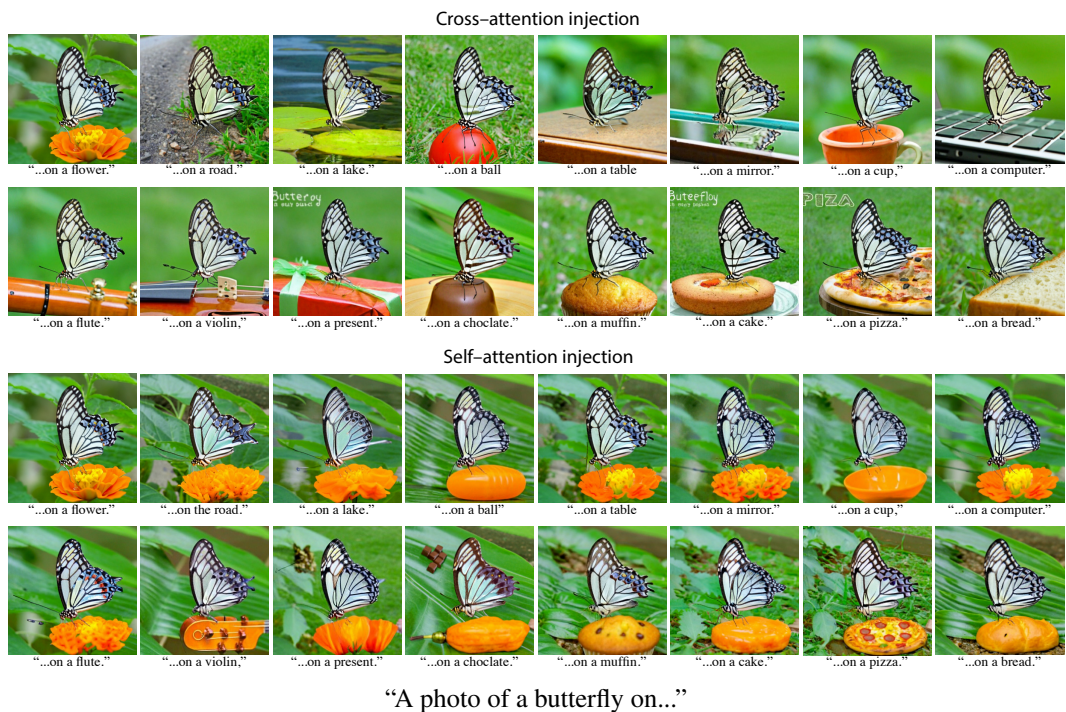 Cross–attention injection
“...on a flower.” “...on a road.” “...on a lake.” “...on a ball “...on a table “...on a mirror.” “...on a cup,” “...on a computer.”
Butteroy
Buteefloy
PIZA
“...on a flute.” “...on a violin,” “...on a present.” “...on a choclate.” “...on a muffin.” “...on a cake.” “...on a pizza.” “...on a bread.”
Self–attention injection
“...on a flower.” “...on the road.” “...on a lake.” “...on a ball” “...on a table “...on a mirror.” “...on a cup,” “...on a computer.”
“...on a flute.” “...on a violin,” “...on a present.” “...on a choclate.” “...on a muffin.” “...on a cake.” “...on a pizza.” “...on a bread.”
“A photo of a butterfly on...”